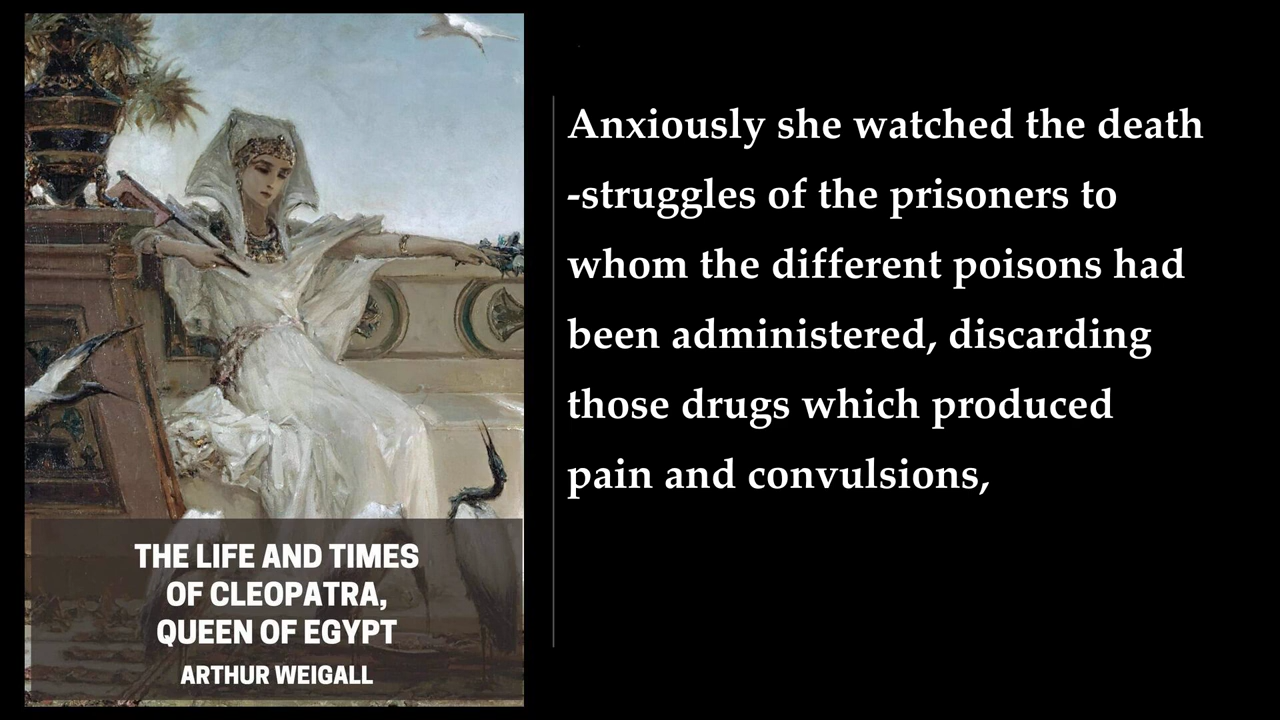 THE LIFE AND TIMES
OF CLEOPATRA,
QUEEN OF EGYPT
ARTHUR WEIGALL
Anxiously she watched the death
-struggles of the prisoners to
whom the different poisons had
been administered, discarding
those drugs which produced
pain and convulsions,